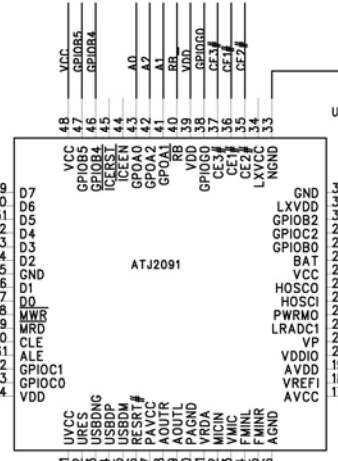 VCC
GPIOB5
GPIOB4
A0
A2
A1
RB_
VDD
GPIOG0
CE3#
CE1#
CE2#
48
47
46
45
44
43
42
41
40
39
38
37
36
35
34
33
VCC
GPIOB5
GPIOB4
ICERST
ICEEN
GPOA0
GPOA2
GPOA1
RB
VDD
GPIOG0
CE3#
CE1#
CE2#
LXVCC
NGND
D7
D6
D5
D4
D3
D2
GND
D1
D0
MWR
MRD
CLE
ALE
GPIOC1
GPIOC0
VDD
ATJ2091
GND
LXVDD
GPIOB2
GPIOC2
GPIOB0
BAT
VCC
HOSCO
HOSCI
PWRMO
LRADC1
VP
VDDIO
AVDD
VREFI
AVCC
UVCC
URES
USBDNG
USBDP
USBDM
RESRT#
PAVCC
AOUTR
AOUTL
PAGND
VRDA
MICIN
VMIC
FMINL
FMINR
AGND